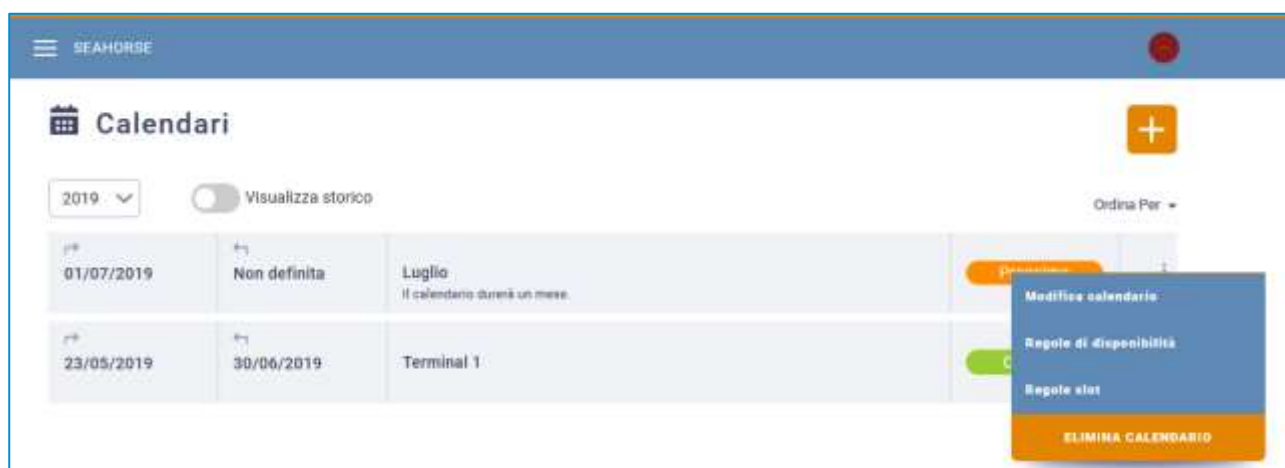 SEAHORSE
Calendari
2019
Visualizza storico
Ordina Per
01/07/2019
Non definita
Luglio
Il calendario durerà un mese.
Modifica calendario
Regole di disponibilità
23/05/2019
30/06/2019
Terminal 1
Regole slot
ELIMINA CALENDARIO